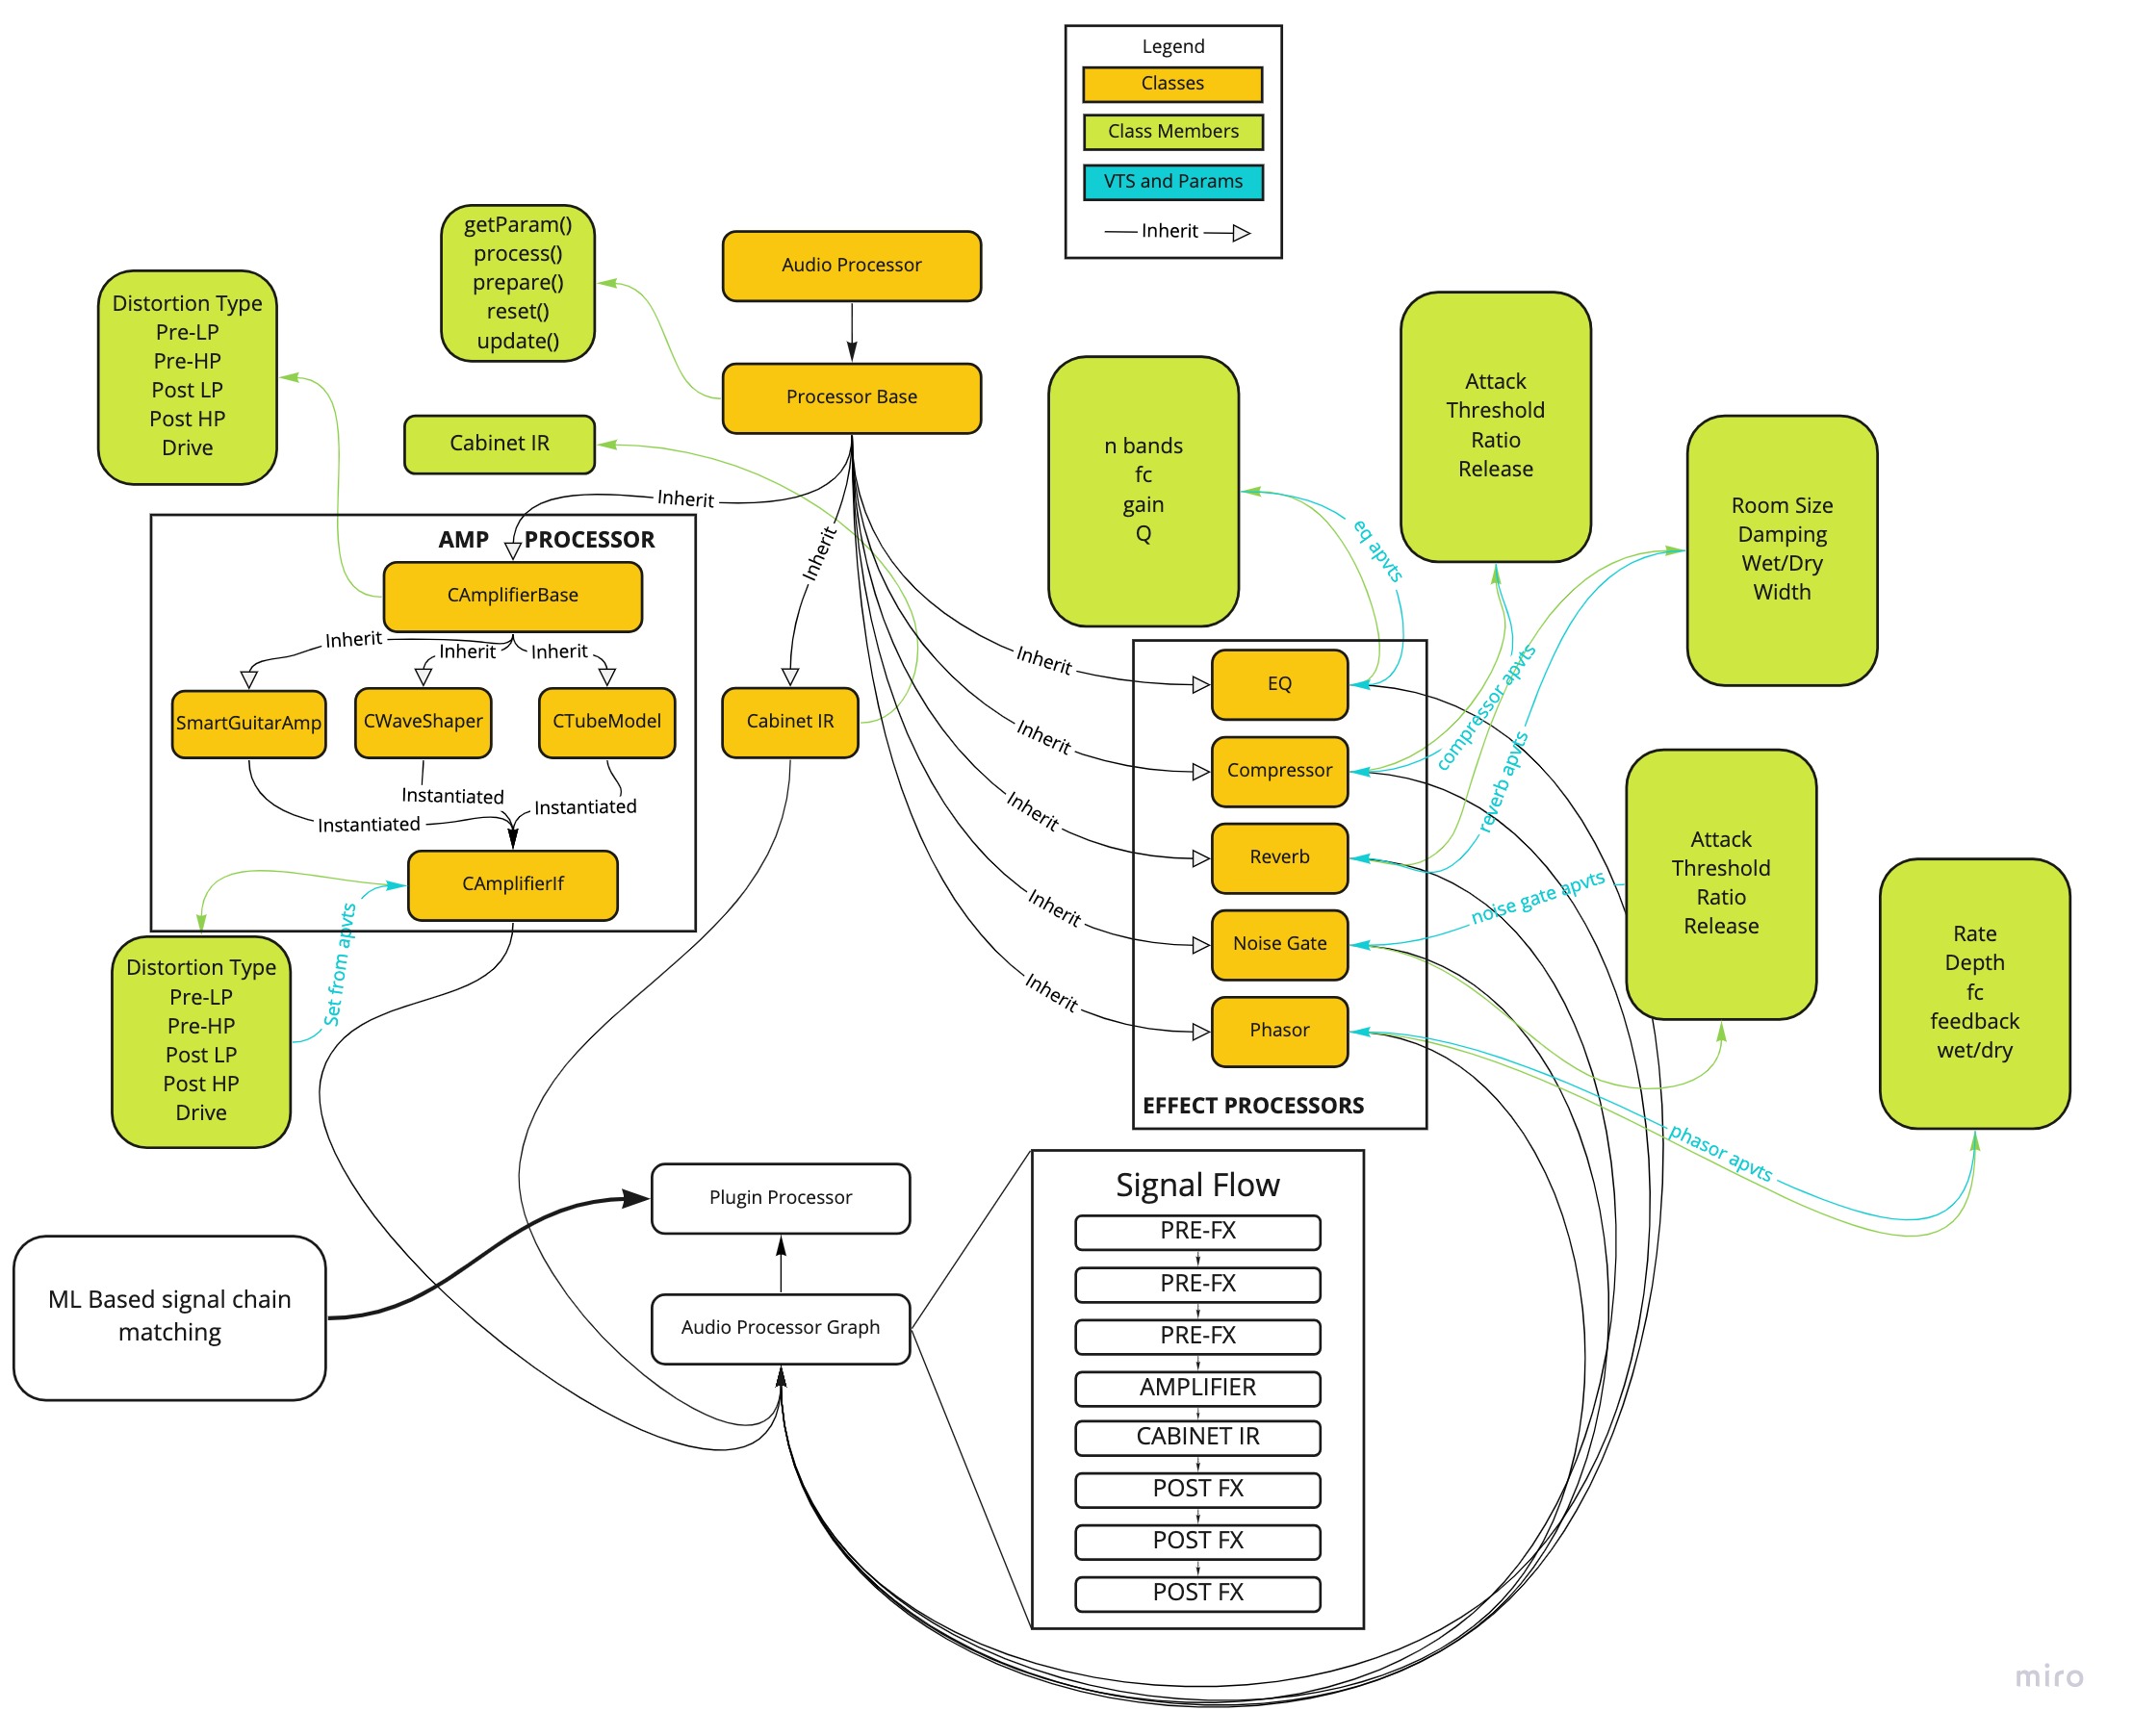 Legend
Classes
Class Members
VTS and Params
Inherit
getParam()
process()
prepare()
reset()
update()
Audio Processor
Distortion Type
Pre-LP
Pre-HP
Post LP
Post HP
Drive
Processor Base
Cabinet IR
n bands
fc
gain
Q
Attack
Threshold
Ratio
Release
Room Size
Damping
Wet/Dry
Width
Inherit
Inherit
eq apvts
AMP PROCESSOR
CAmplifierBase
Inherit
Inherit
Inherit
SmartGuitarAmp
CWaveShaper
CTubeModel
Cabinet IR
Instantiated
Instantiated
Instantiated
CAmplifierIf
Inherit
Inherit
Inherit
Inherit
Inherit
EQ
Compressor
Reverb
Noise Gate
Phasor
EFFECT PROCESSORS
compressor apvts
reverb apvts
noise gate apvts
phasor apvts
Attack
Threshold
Ratio
Release
Rate
Depth
fc
feedback
wet/dry
Distortion Type
Pre-LP
Pre-HP
Post LP
Post HP
Drive
Set from apvts
Plugin Processor
ML Based signal chain
matching
Audio Processor Graph
Signal Flow
PRE-FX
PRE-FX
PRE-FX
AMPLIFIER
CABINET IR
POST FX
POST FX
POST FX
miro